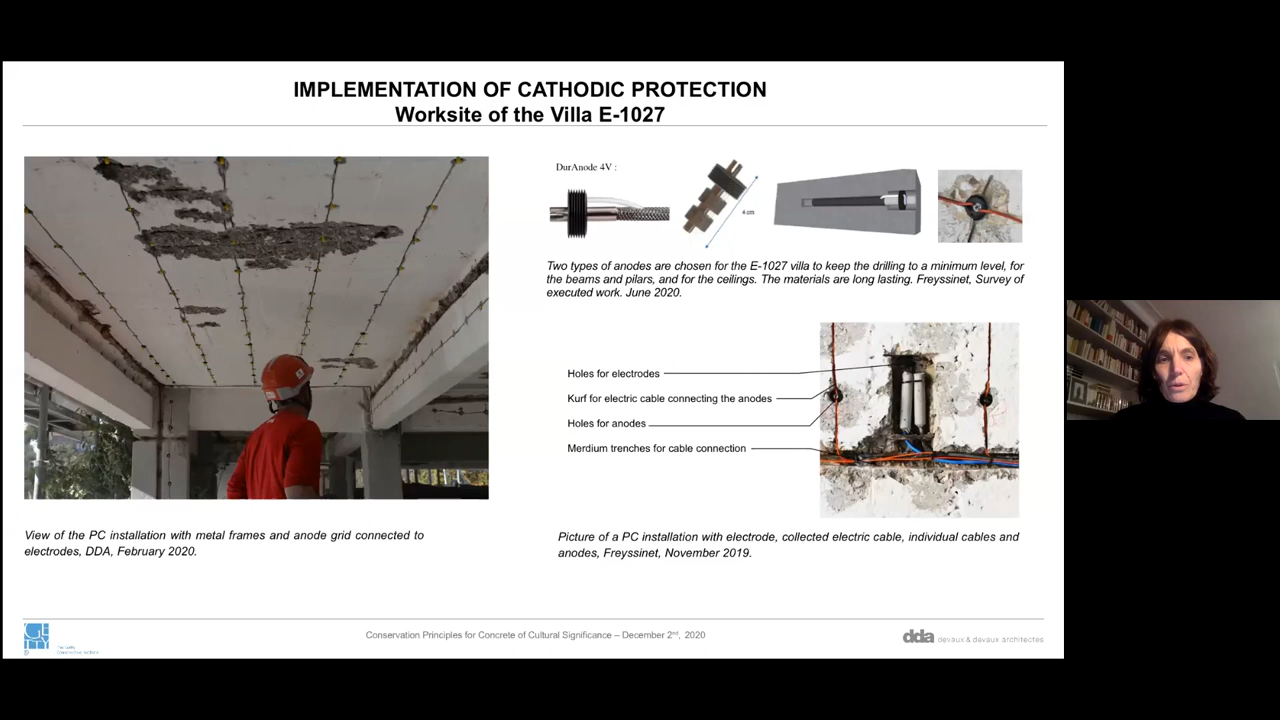 IMPLEMENTATION OF CATHODIC PROTECTION
Worksite of the Villa E-1027
DurAnode 4V :
4 cm
Two types of anodes are chosen for the E-1027 villa to keep the drilling to a minimum level, for
the beams and pilars, and for the ceilings. The materials are long lasting. Freyssinet, Survey of
executed work. June 2020.
Holes for electrodes
Kurf for electric cable connecting the anodes
Holes for anodes
Merdium trenches for cable connection
View of the PC installation with metal frames and anode grid connected to
electrodes, DDA, February 2020.
Picture of a PC installation with electrode, collected electric cable, individual cables and
anodes, Freyssinet, November 2019.
Conservation Principles for Concrete of Cultural Significance – December 2nd, 2020
dda devaux & devaux architectes